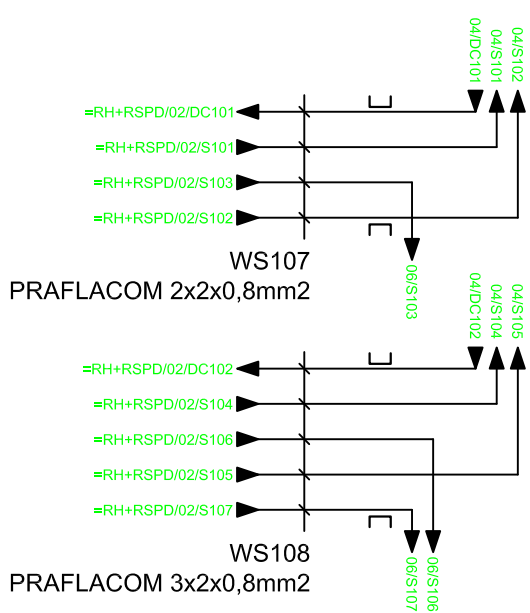 04/DC101
04/S101
04/S102
=RH+RSPD/02/DC101
=RH+RSPD/02/S101
=RH+RSPD/02/S103
=RH+RSPD/02/S102
WS107
PRAFLACOM 2x2x0,8mm2
06/S103
04/DC102
04/S104
04/S105
=RH+RSPD/02/DC102
=RH+RSPD/02/S104
=RH+RSPD/02/S106
=RH+RSPD/02/S105
=RH+RSPD/02/S107
WS108
PRAFLACOM 3x2x0,8mm2
06/S107
06/S106